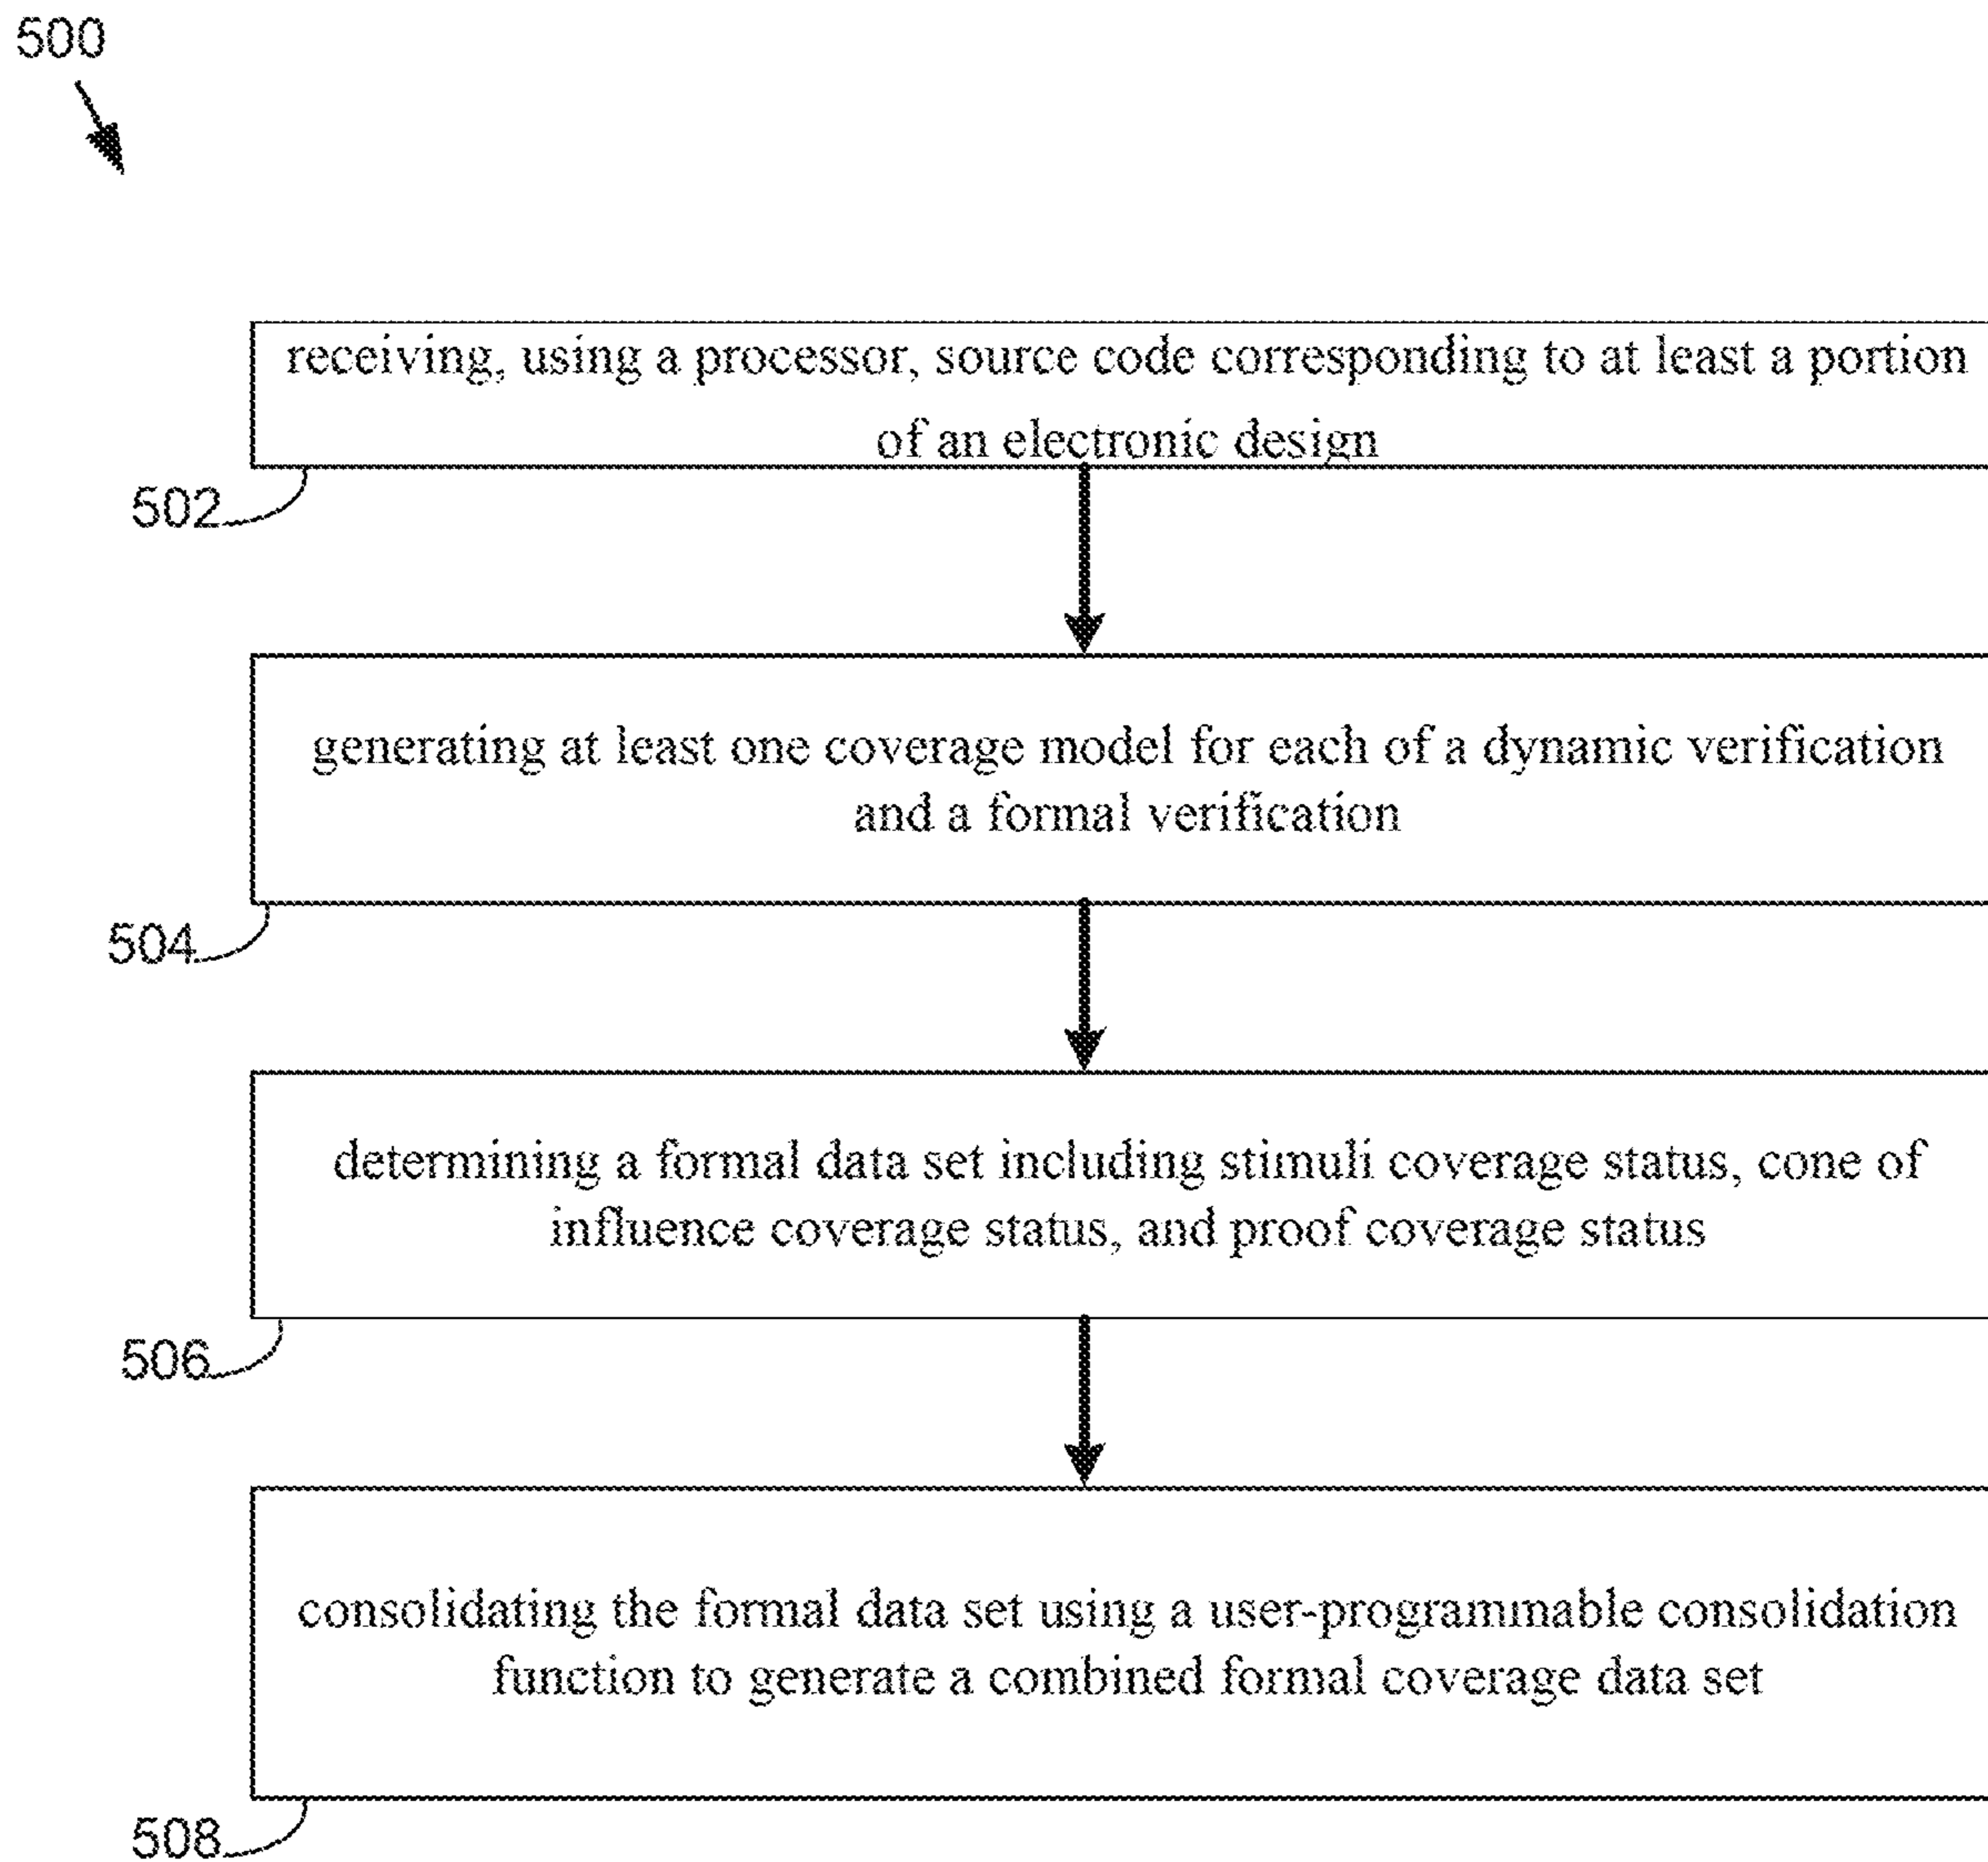 500
receiving, using a processor, source code corresponding to at least a portion
of an electronic design
502
generating at least one coverage model for each of a dynamic verification
and a formal verification
504
determining a formal data set including stimuli coverage status, cone of
influence coverage status, and proof coverage status
506
consolidating the formal data set using a user-programmable consolidation
function to generate a combined formal coverage data set
508